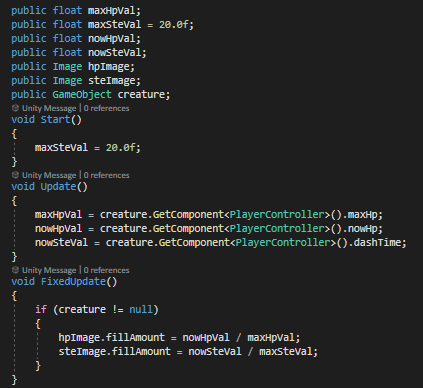 public float maxHpVal;
public float maxSteVal = 20.0f;
public float nowHpVal;
public float nowSteVal;
public Image hpImage;
public Image steImage;
public GameObject creature;
Unity Message | 0 references
void Start()
{
    maxSteVal = 20.0f;
}
Unity Message | 0 references
void Update()
{
    maxHpVal = creature.GetComponent<PlayerController>().maxHp;
    nowHpVal = creature.GetComponent<PlayerController>().nowHp;
    nowSteVal = creature.GetComponent<PlayerController>().dashTime;
}
Unity Message | 0 references
void FixedUpdate()
{
    if (creature != null)
    {
        hpImage.fillAmount = nowHpVal / maxHpVal;
        steImage.fillAmount = nowSteVal / maxSteVal;
    }
}